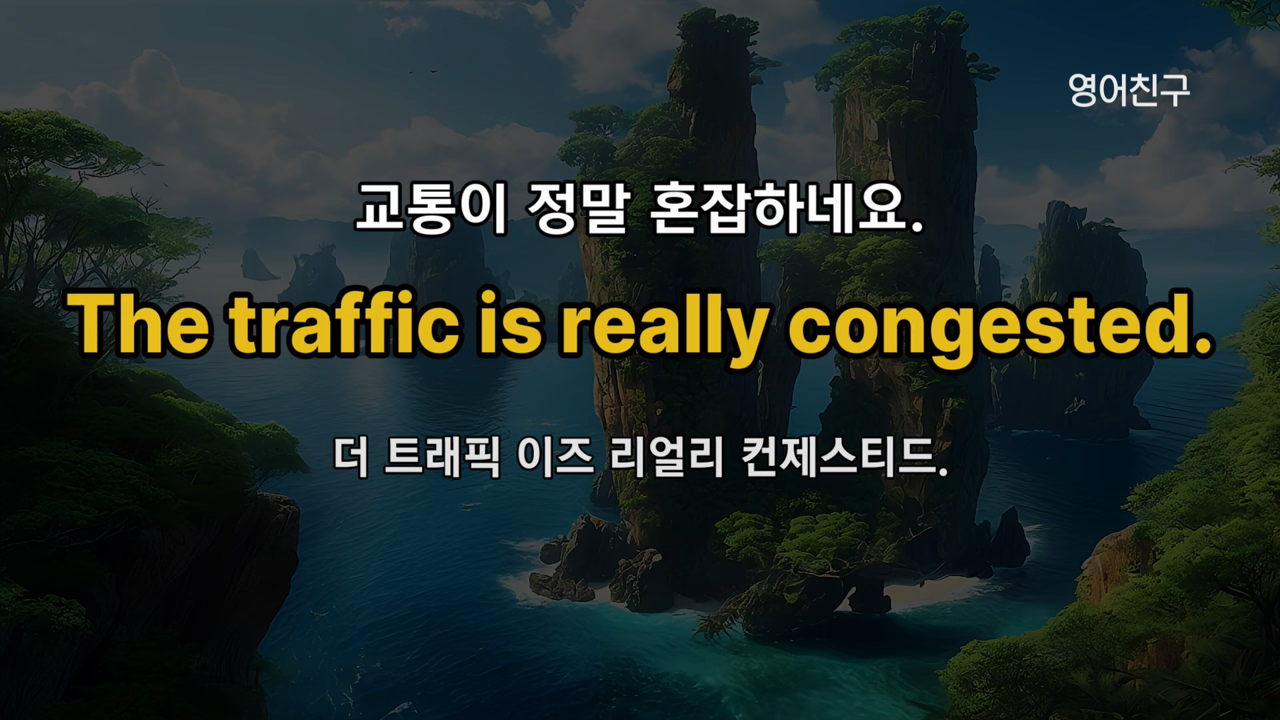 영어친구
교통이 정말 혼잡하네요.
The traffic is really congested.
더 트래픽 이즈 리얼리 컨제스티드.